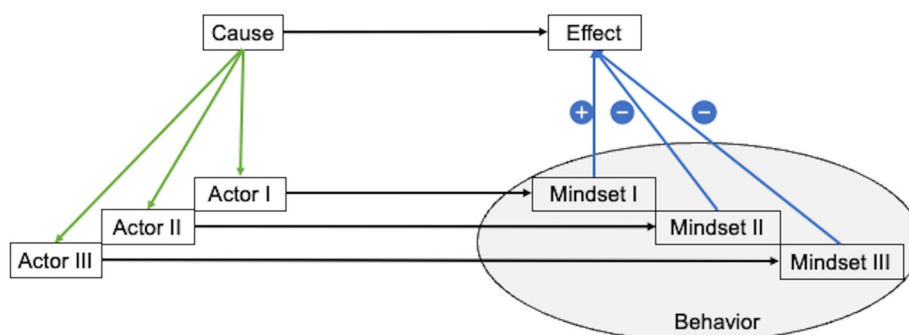 Cause
Effect
+
−
−
Actor I
Mindset I
Actor II
Mindset II
Actor III
Mindset III
Behavior